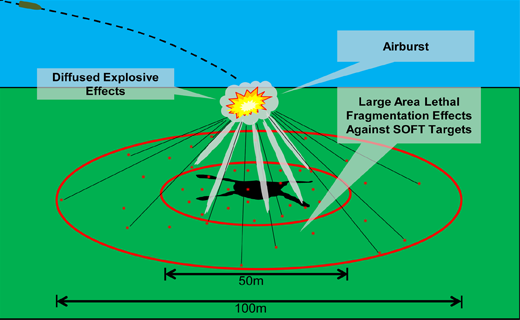 Airburst
Diffused Explosive
Effects
Large Area Lethal
Fragmentation Effects
Against SOFT Targets
50m
100m